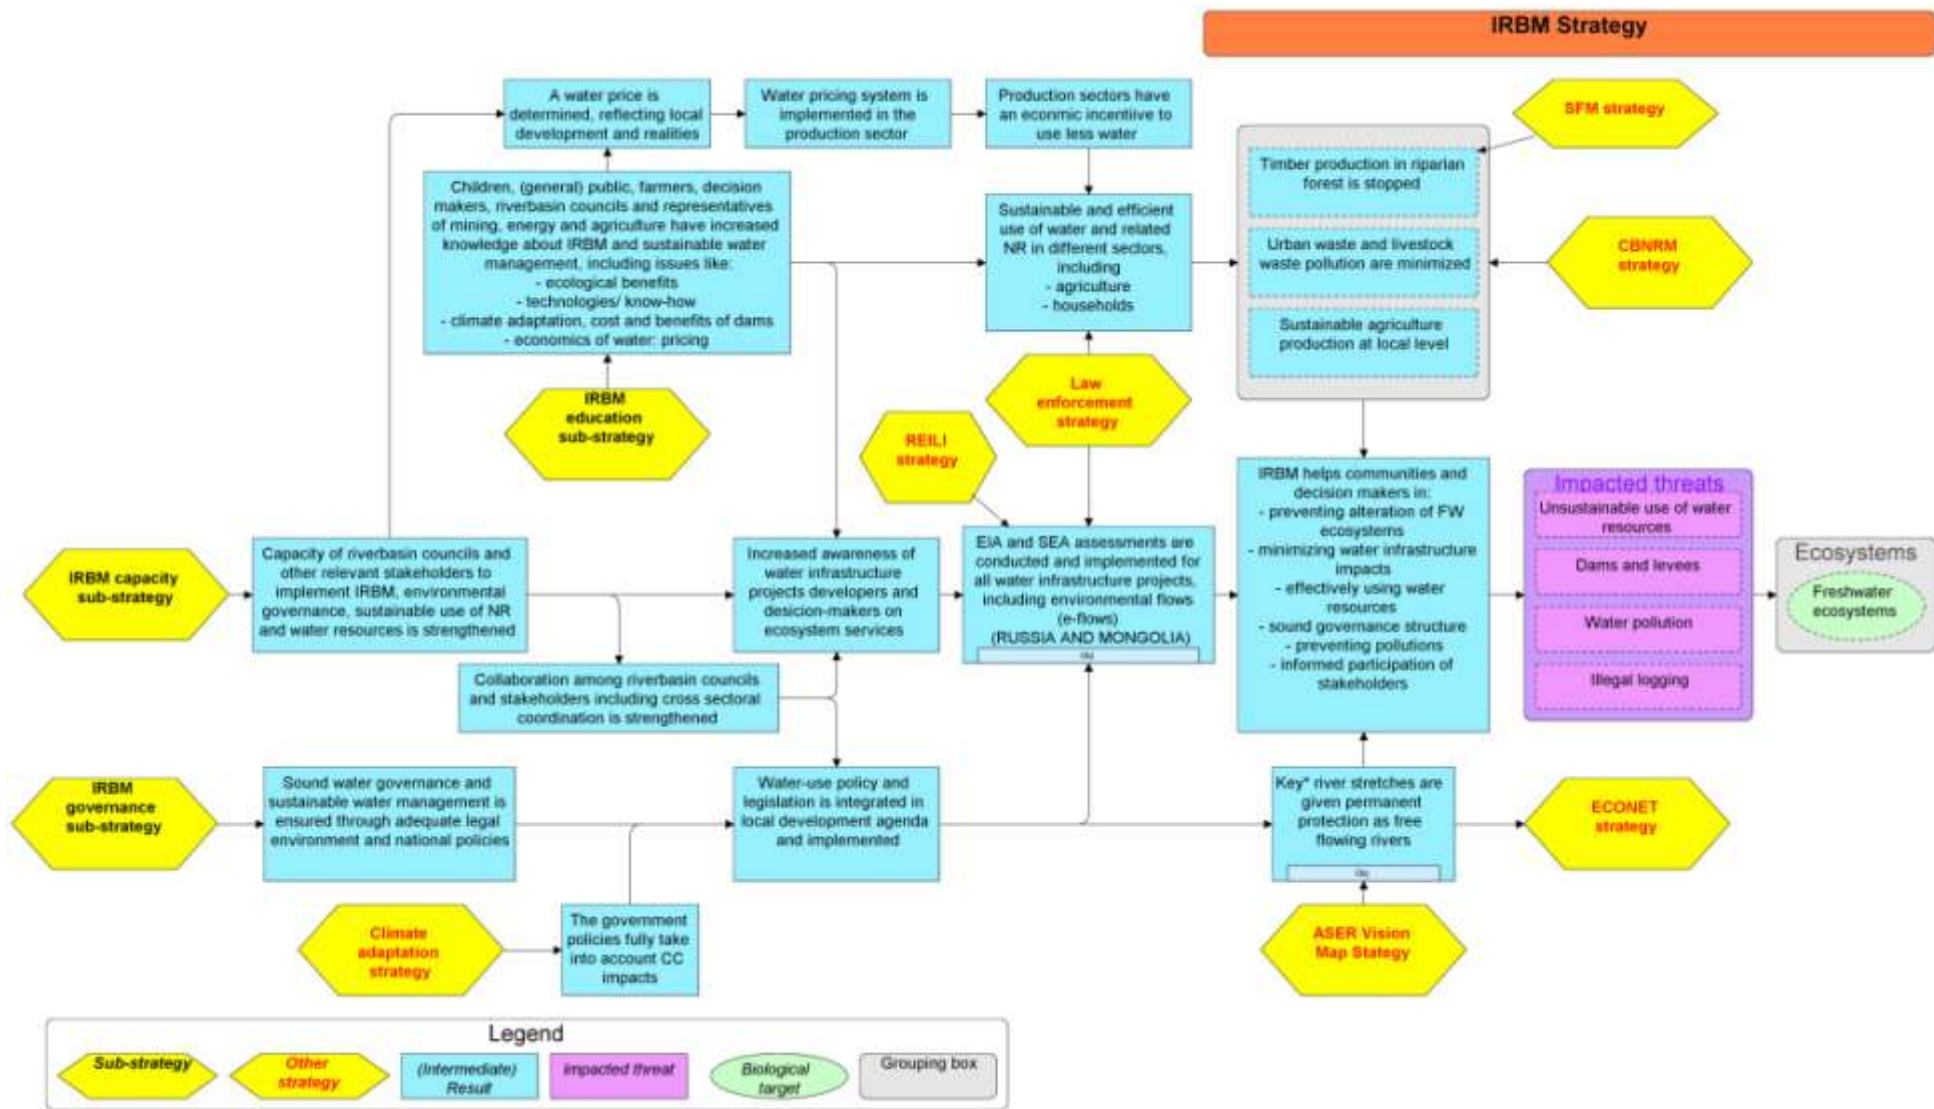 IRBM Strategy
A water price is
determined, reflecting local
development and realities
Water pricing system is
implemented in the
production sector
Production sectors have
an econmic incentiive to
use less water
SFM strategy
Timber production in riparian
forest is stopped
Children, (general) public, farmers, decision
makers, riverbasin councils and representatives
of mining, energy and agriculture have increased
knowledge about IRBM and sustainable water
management, including issues like:
- ecological benefits
- technologies/ know-how
- climate adaptation, cost and benefits of dams
- economics of water: pricing
Sustainable and efficient
use of water and related
NR in different sectors,
including
- agriculture
- households
Urban waste and livestock
waste pollution are minimized
CBNRM
strategy
Sustainable agriculture
production at local level
IRBM
education
sub-strategy
Law
enforcement
strategy
REILI
strategy
IRBM capacity
sub-strategy
Capacity of riverbasin councils and
other relevant stakeholders to
implement IRBM, environmental
governance, sustainable use of NR
and water resources is strengthened
Increased awareness of
water infrastructure
projects developers and
desicion-makers on
ecosystem services
EIA and SEA assessments are
conducted and implemented for
all water infrastructure projects,
including environmental flows
(e-flows)
(RUSSIA AND MONGOLIA)
IRBM helps communities and
decision makers in:
- preventing alteration of FW
ecosystems
- minimizing water infrastructure
impacts
- effectively using water
resources
- sound governance structure
- preventing pollutions
- informed participation of
stakeholders
Impacted threats
Unsustainable use of water
resources
Dams and levees
Water pollution
Illegal logging
Ecosystems
Freshwater
ecosystems
Collaboration among riverbasin councils
and stakeholders including cross sectoral
coordination is strengthened
IRBM
governance
sub-strategy
Sound water governance and
sustainable water management is
ensured through adequate legal
environment and national policies
Water-use policy and
legislation is integrated in
local development agenda
and implemented
Key* river stretches are
given permanent
protection as free
flowing rivers
ECONET
strategy
Climate
adaptation
strategy
The government
policies fully take
into account CC
impacts
ASER Vision
Map Stategy
Legend
Sub-strategy
Other
strategy
(Intermediate)
Result
Impacted threat
Biological
target
Grouping box